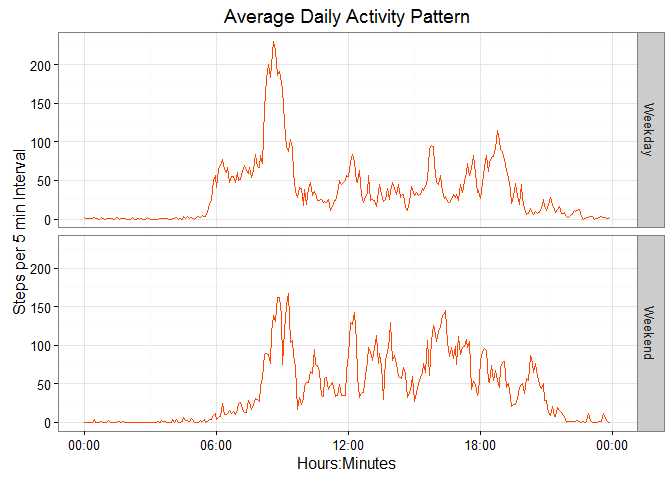 Average Daily Activity Pattern
Steps per 5 min Interval
200
150
100
50
0
Weekday
200
150
100
50
0
Weekend
00:00 06:00 12:00 18:00 00:00
Hours:Minutes